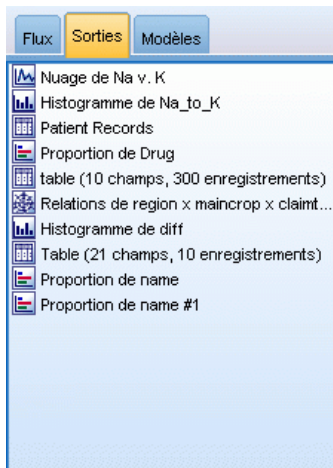 Flux Sorties Modèles
Nuage de Na v. K
Histogramme de Na_to_K
Patient Records
Proportion de Drug
table (10 champs, 300 enregistrements)
Relations de region x maincrop x claimt...
Histogramme de diff
Table (21 champs, 10 enregistrements)
Proportion de name
Proportion de name #1